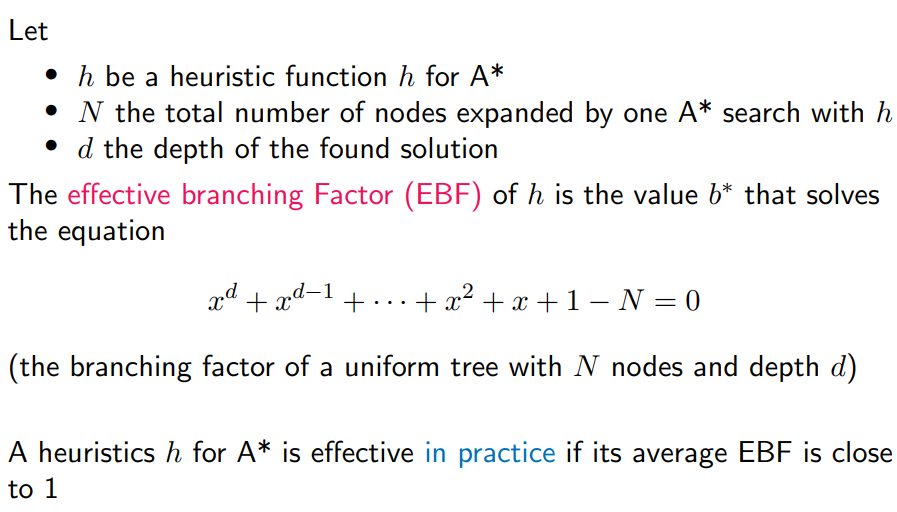 Let
• h be a heuristic function h for A*
• N the total number of nodes expanded by one A* search with h
• d the depth of the found solution
The effective branching Factor (EBF) of h is the value b* that solves
the equation
x^d + x^{d−1} + ⋯ + x^2 + x + 1 − N = 0
(the branching factor of a uniform tree with N nodes and depth d)
A heuristics h for A* is effective in practice if its average EBF is close
to 1